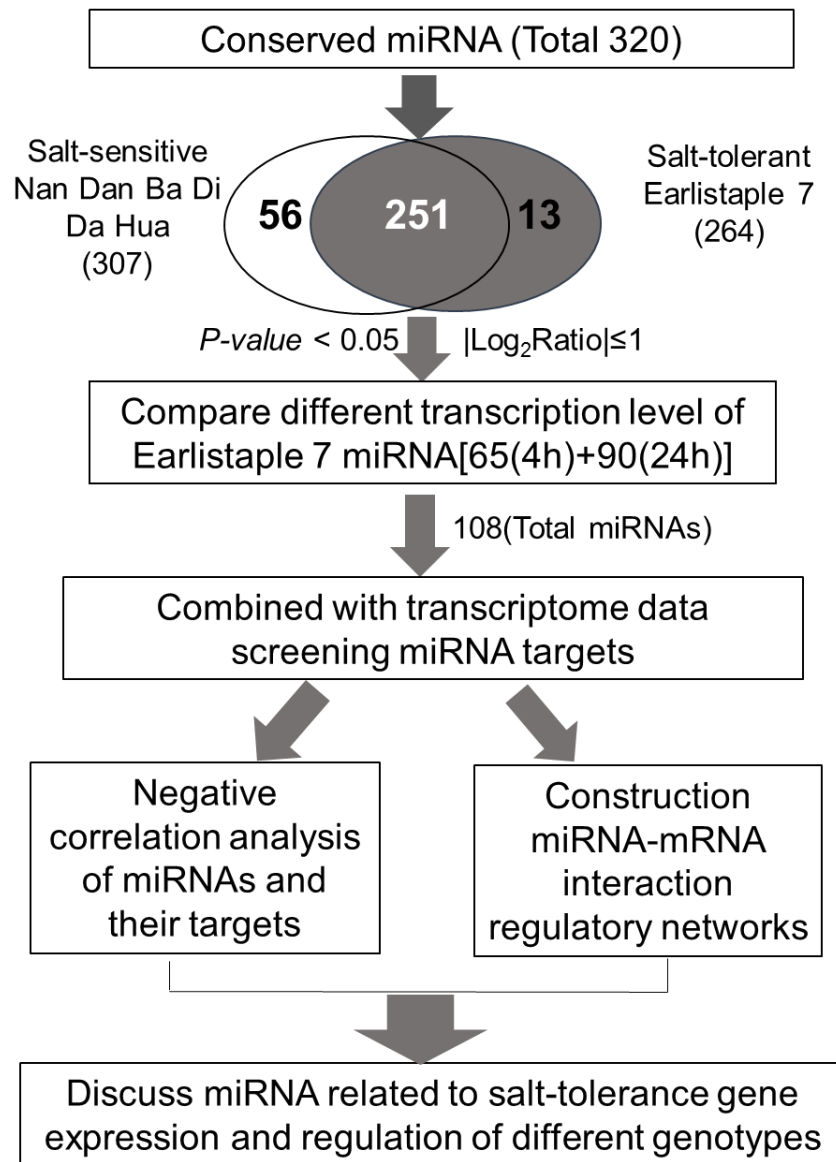 Conserved miRNA (Total 320)
Salt-sensitive
Nan Dan Ba Di
Da Hua
(307)
56
251
13
Salt-tolerant
Earlistaple 7
(264)
P-value < 0.05
|Log₂Ratio|≤1
Compare different transcription level of
Earlistaple 7 miRNA[65(4h)+90(24h)]
108(Total miRNAs)
Combined with transcriptome data
screening miRNA targets
Negative
correlation analysis
of miRNAs and
their targets
Construction
miRNA-mRNA
interaction
regulatory networks
Discuss miRNA related to salt-tolerance gene
expression and regulation of different genotypes